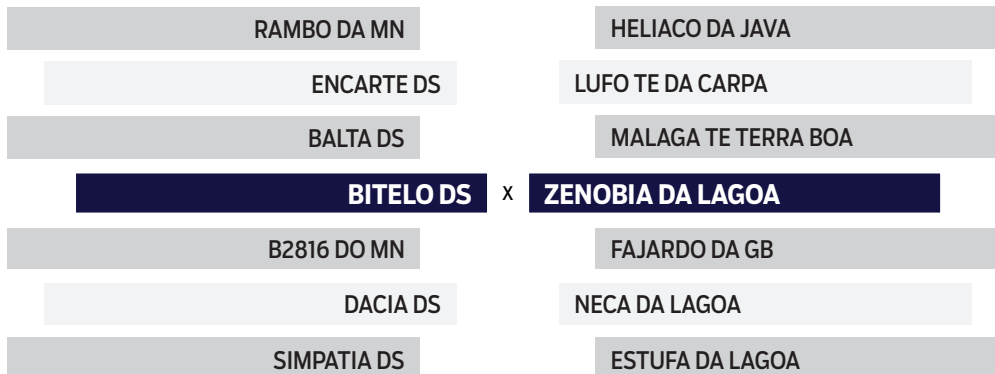 RAMBO DA MN HELIACO DA JAVA
ENCARTE DS LUFO TE DA CARPA
BALTA DS MALAGA TE TERRA BOA
BITELO DS X ZENOBIA DA LAGOA
B2816 DO MN FAJARDO DA GB
DACIA DS NECA DA LAGOA
SIMPATIA DS ESTUFA DA LAGOA